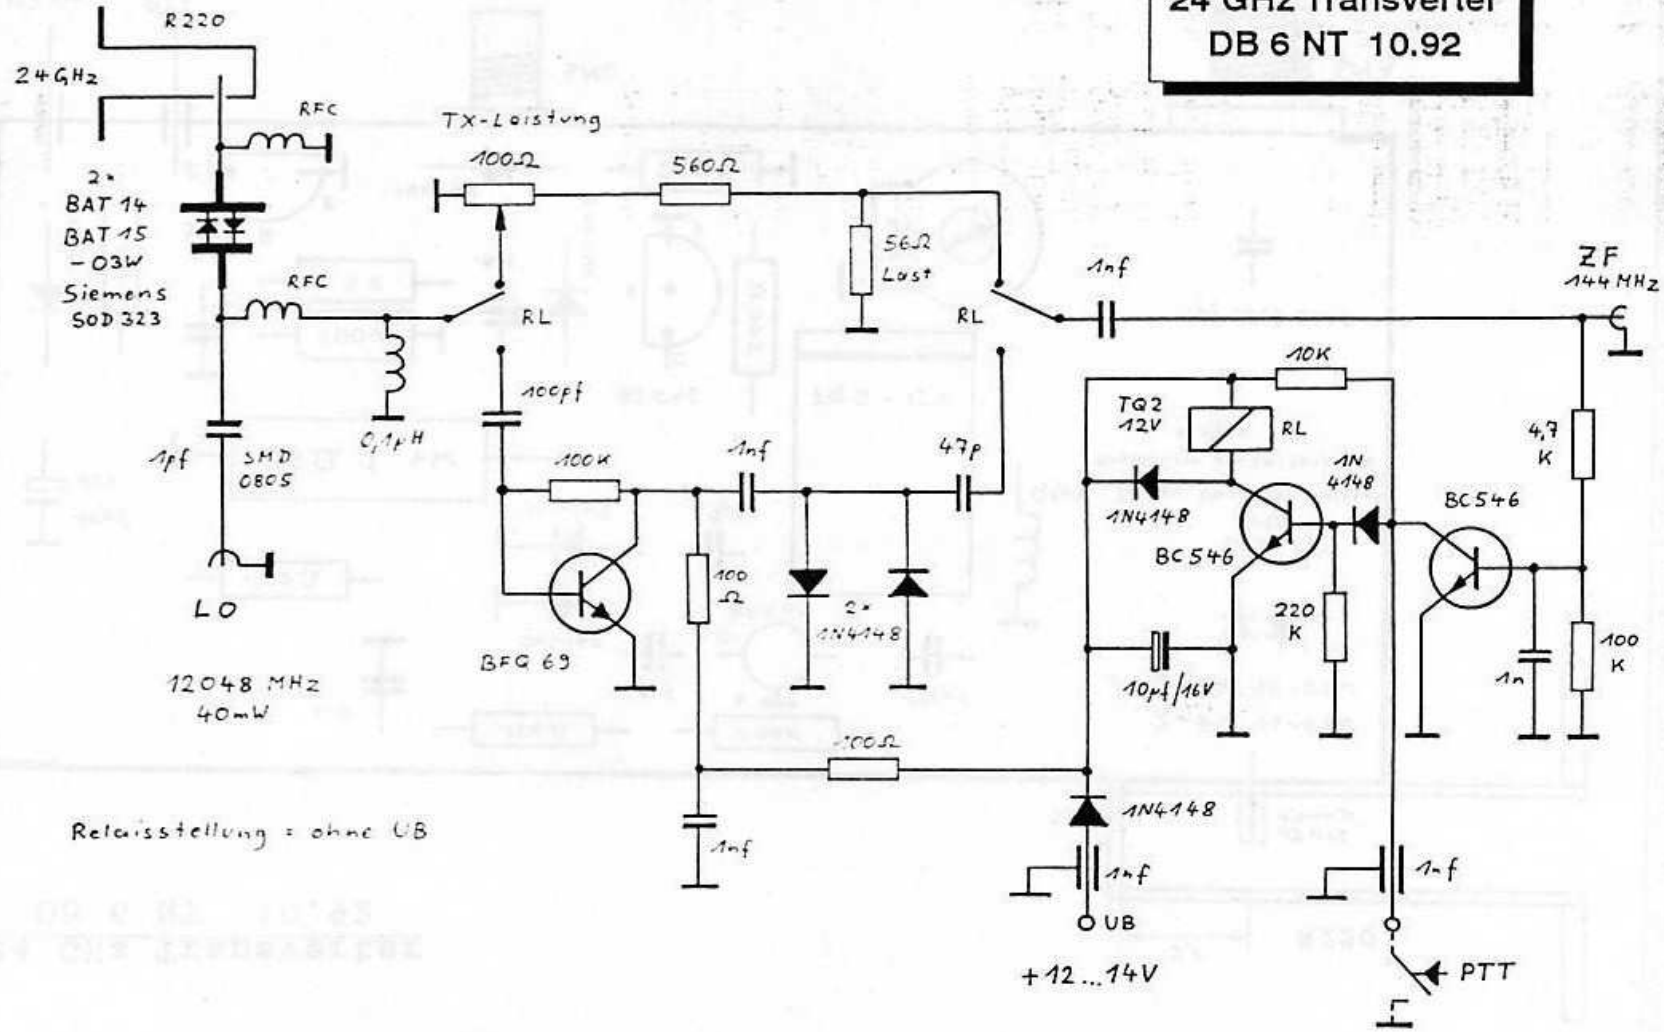 24 GHz Transverter
DB 6 NT 10.92
R220
24GHz
RFC
TX-Leistung
100Ω
560Ω
2×
BAT 14
BAT 15
-03W
Siemens
SOD 323
RFC
RL
56Ω
Last
RL
1nf
ZF
144 MHz
10K
TQ2
12V
RL
4,7
K
100pf
0,1µH
1pf
SMD
0805
100K
1nf
47p
1N4148
1N
4148
BC546
BC546
LO
100
Ω
2×
1N4148
220
K
100
K
1n
BFQ 69
10µf/16V
12048 MHz
40mW
100Ω
1N4148
Relaisstellung = ohne UB
1nf
1nf
1nf
UB
+12...14V
PTT